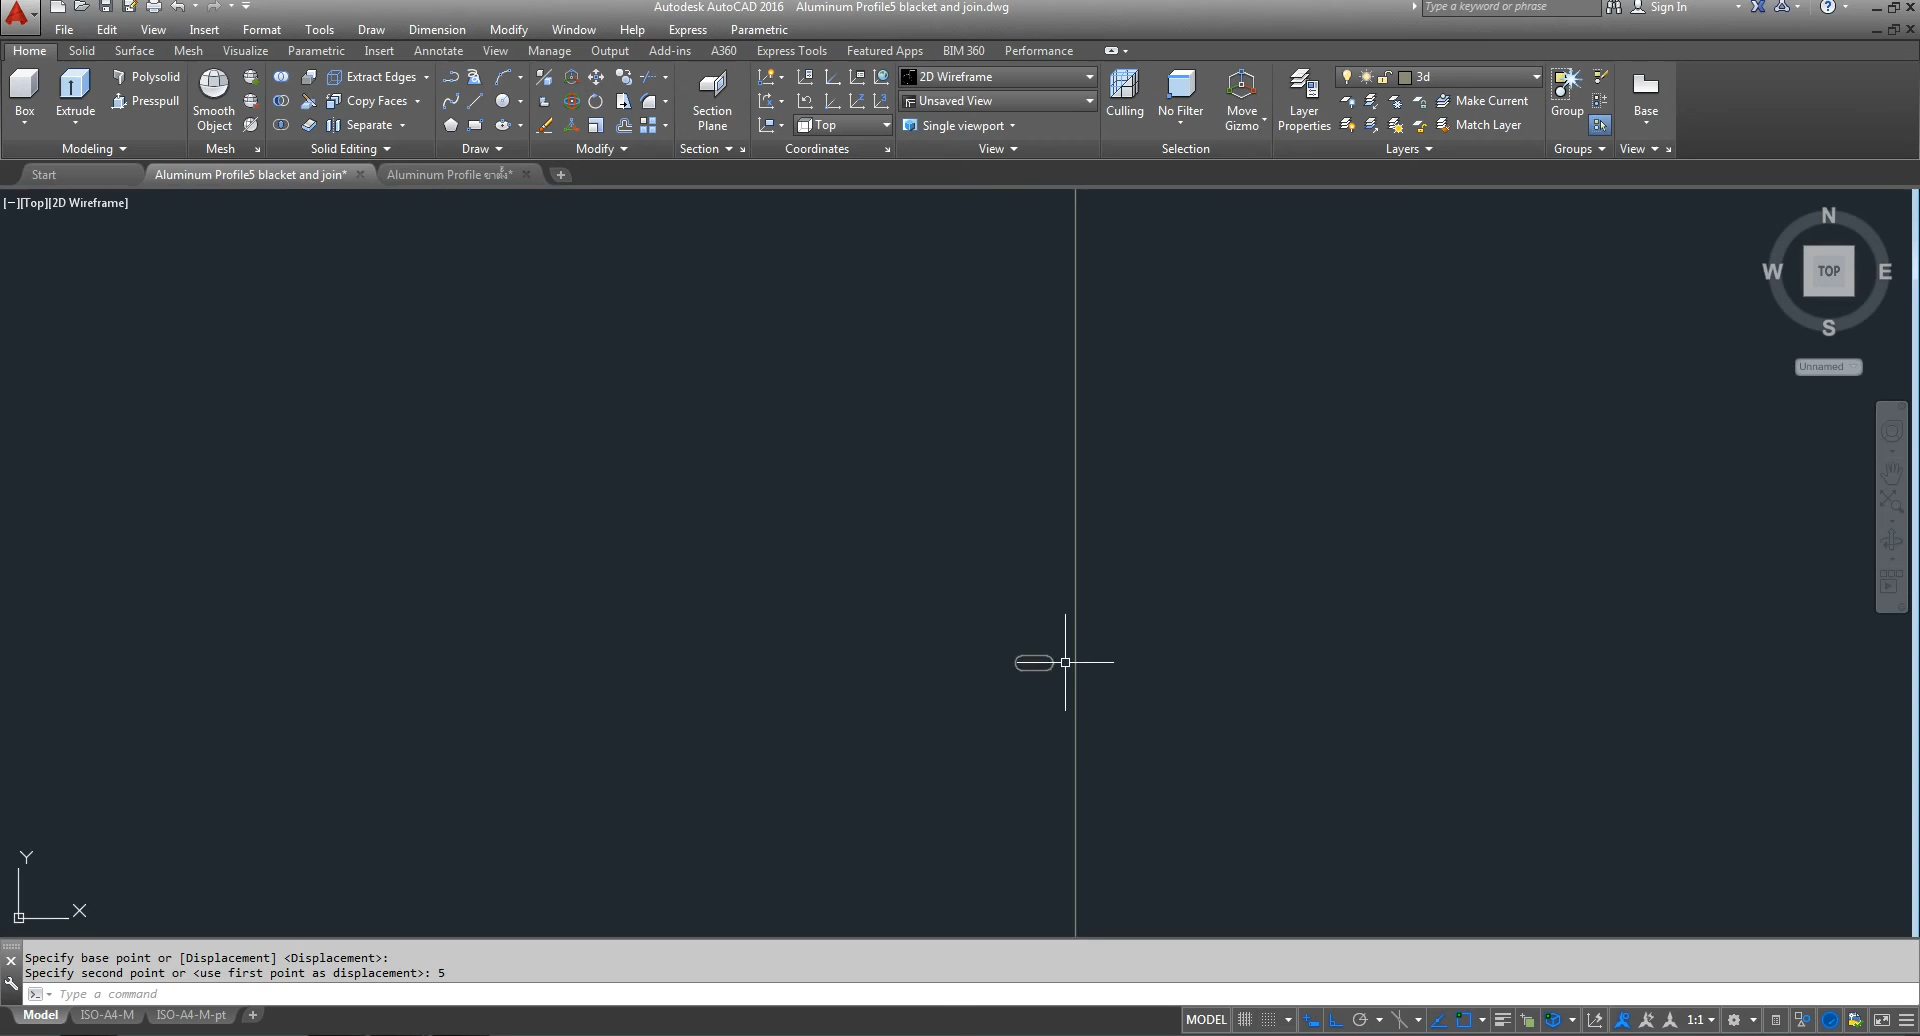 Autodesk AutoCAD 2016 Aluminum Profile5 blacket and join.dwg
Type a keyword or phrase
Sign In
File Edit View Insert Format Tools Draw Dimension Modify Window Help Express Parametric
Home Solid Surface Mesh Visualize Parametric Insert Annotate View Manage Output Add-ins A360 Express Tools Featured Apps BIM 360 Performance
Polysolid Extract Edges 2D Wireframe 3d
Presspull Copy Faces Unsaved View Make Current
Box Extrude Smooth Object Separate Section Plane Top Single viewport Culling No Filter Move Gizmo Layer Properties Match Layer Group Base
Modeling Mesh Solid Editing Draw Modify Section Coordinates View Selection Layers Groups View
Start Aluminum Profile5 blacket and join* Aluminum Profile ขาตั้ง*
[−][Top][2D Wireframe]
N
W TOP E
S
Unnamed
Y
X
Specify base point or [Displacement] <Displacement>:
Specify second point or <use first point as displacement>: 5
Type a command
Model ISO-A4-M ISO-A4-M-pt
MODEL 1:1